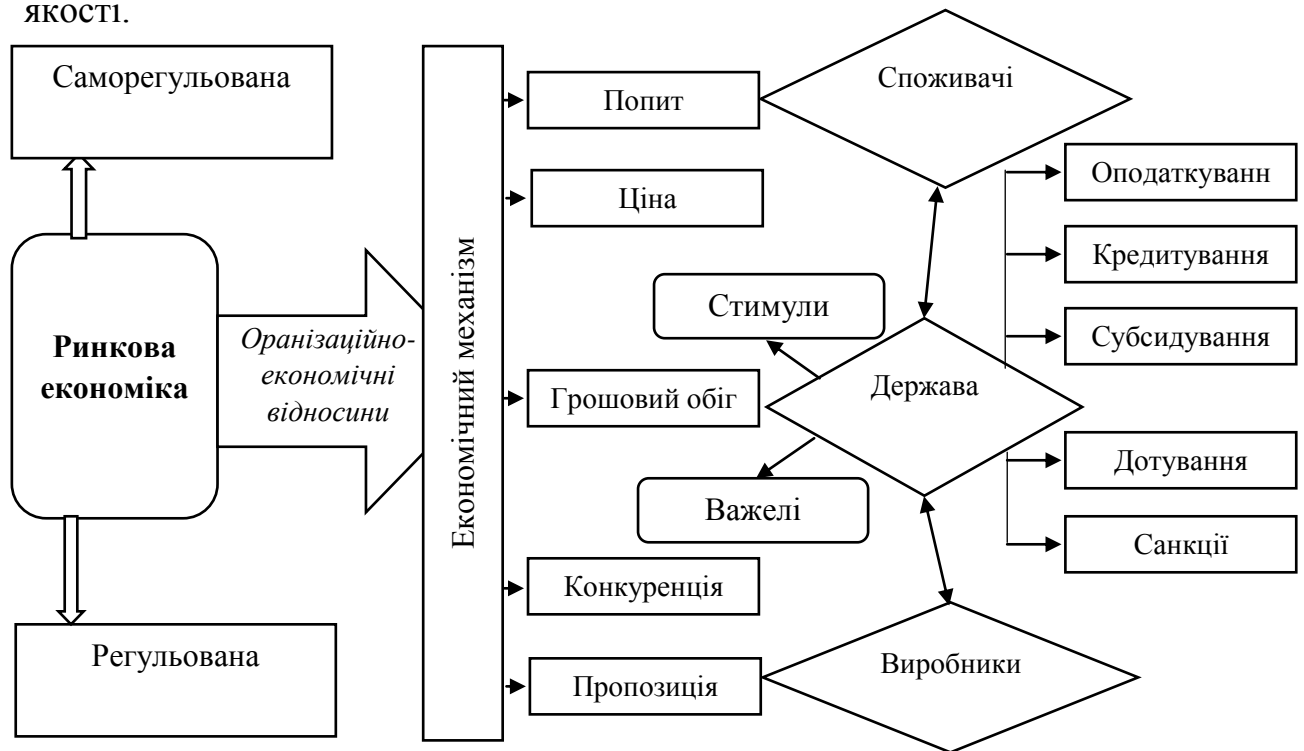 якості.
Саморегульована
Ринкова
економіка
Регульована
Оранізаційно-
економічні
відносини
Економічний механізм
Попит
Ціна
Грошовий обіг
Конкуренція
Пропозиція
Споживачі
Стимули
Держава
Важелі
Виробники
Оподаткуванн
Кредитування
Субсидування
Дотування
Санкції